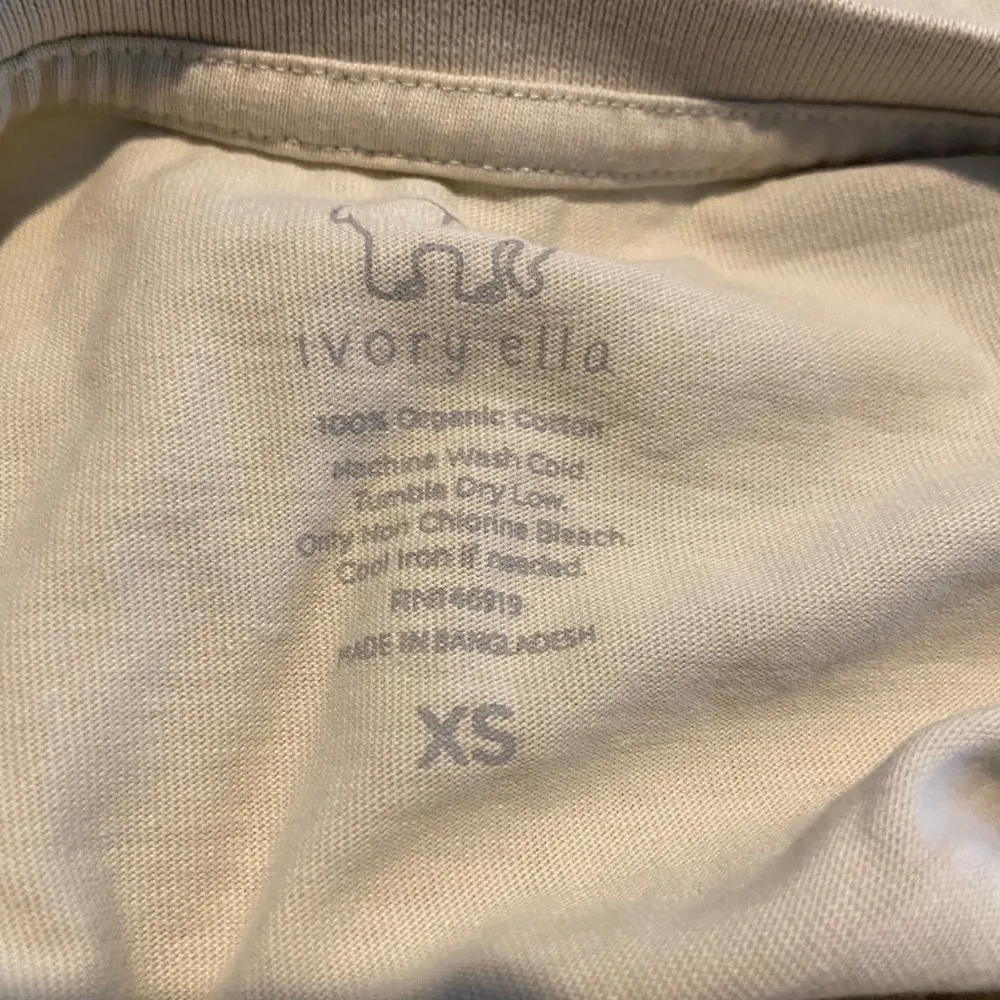 ivory ella
100% Organic Cotton
Machine Wash Cold
Tumble Dry Low.
Only Non Chlorine Bleach.
Cool Iron if needed.
RN146919
MADE IN BANGLADESH
XS